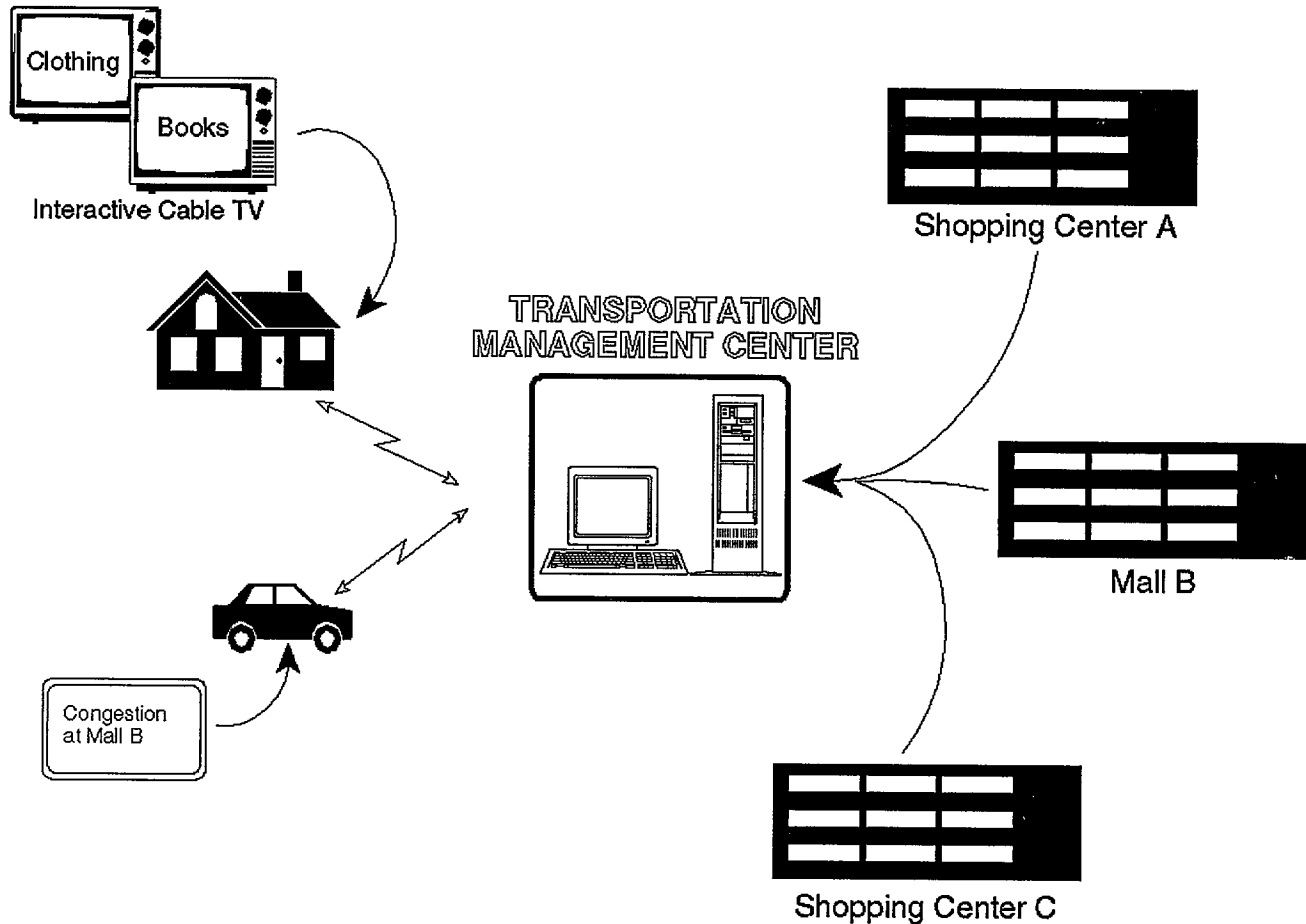 Clothing
Books
Interactive Cable TV
Shopping Center A
TRANSPORTATION
MANAGEMENT CENTER
Mall B
Congestion
at Mall B
Shopping Center C